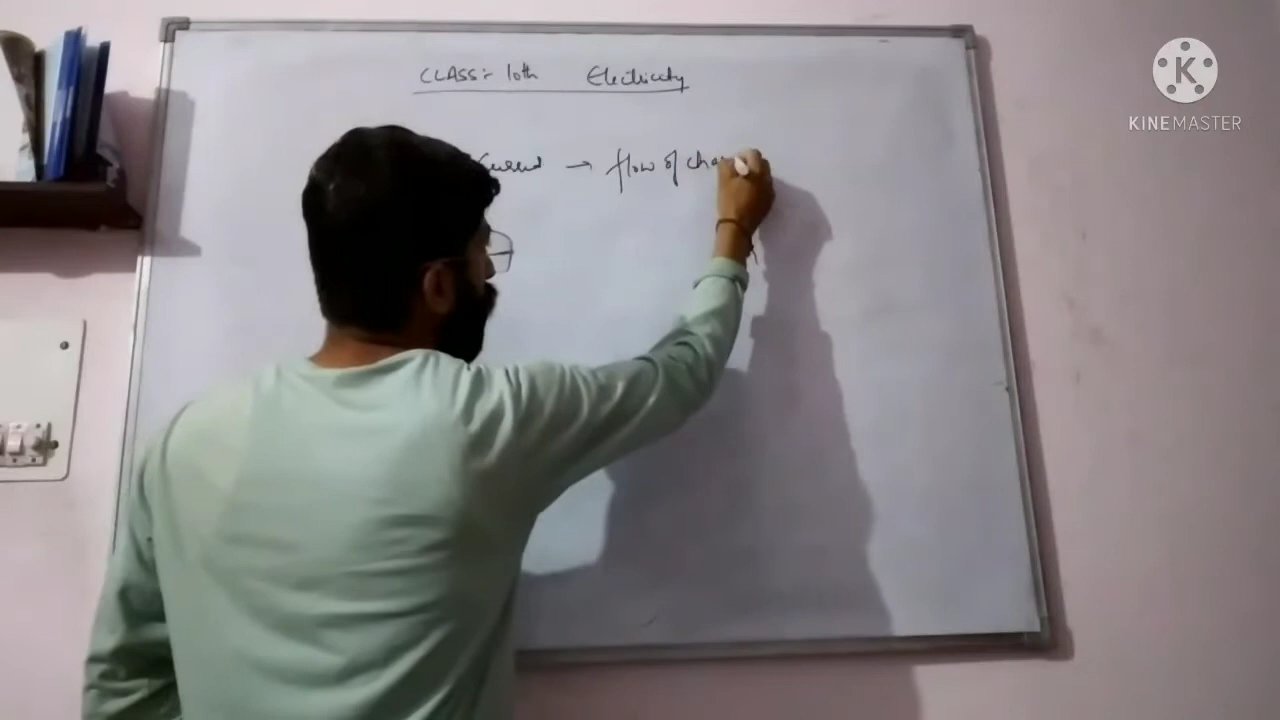 CLASS:- 10th Electricity
Current → flow of cha
K
KINEMASTER